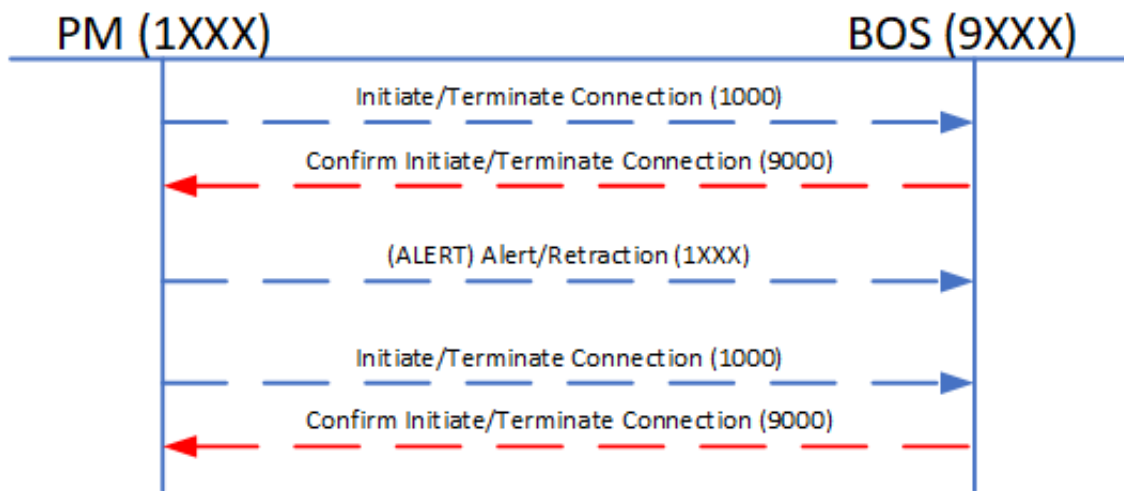 PM (1XXX)
BOS (9XXX)
Initiate/Terminate Connection (1000)
Confirm Initiate/Terminate Connection (9000)
(ALERT) Alert/Retraction (1XXX)
Initiate/Terminate Connection (1000)
Confirm Initiate/Terminate Connection (9000)